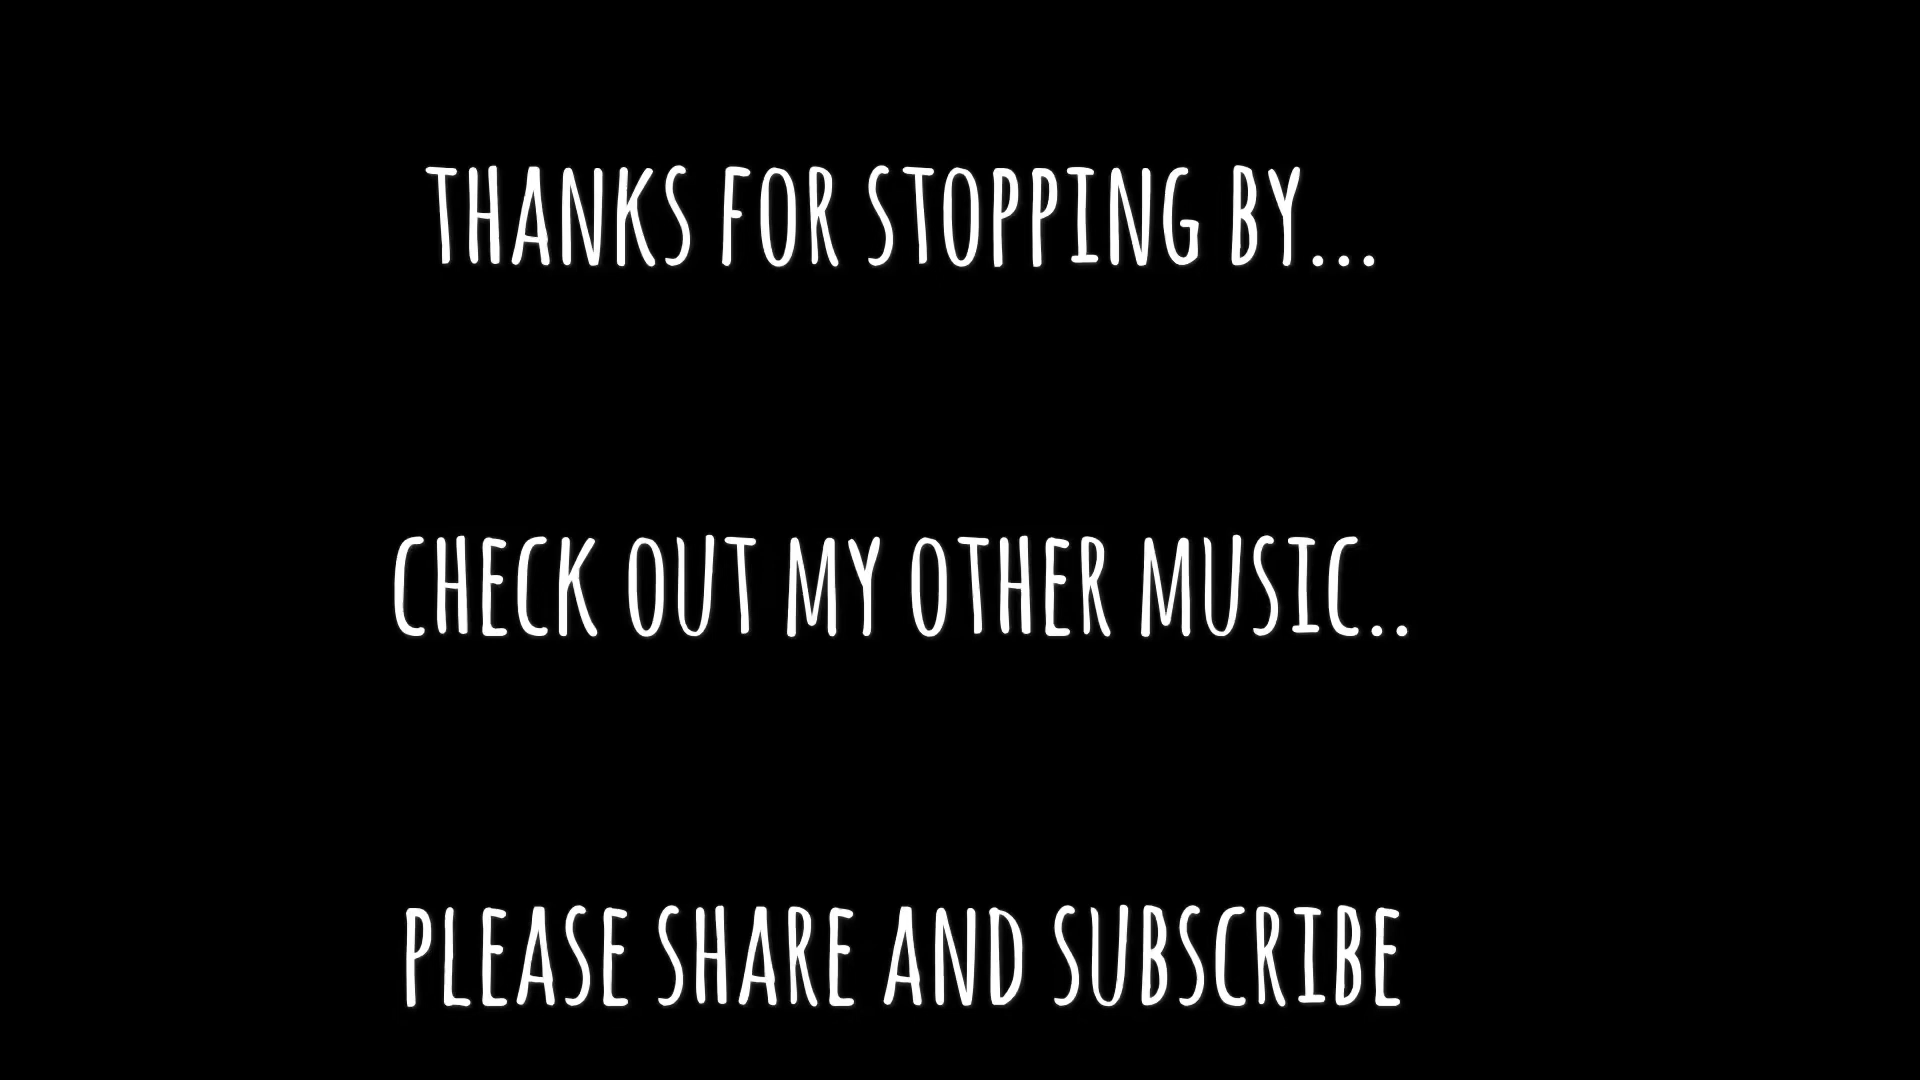 THANKS FOR STOPPING BY...
CHECK OUT MY OTHER MUSIC..
PLEASE SHARE AND SUBSCRIBE